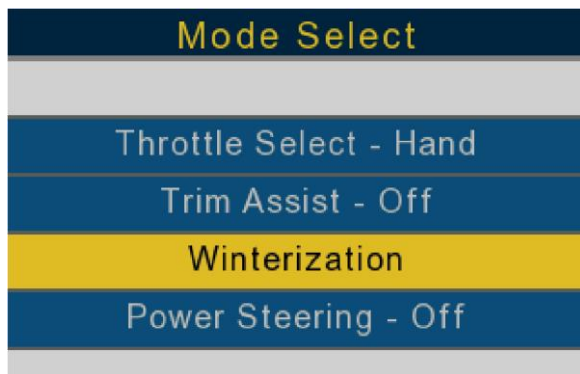 Mode Select
Throttle Select - Hand
Trim Assist - Off
Winterization
Power Steering - Off